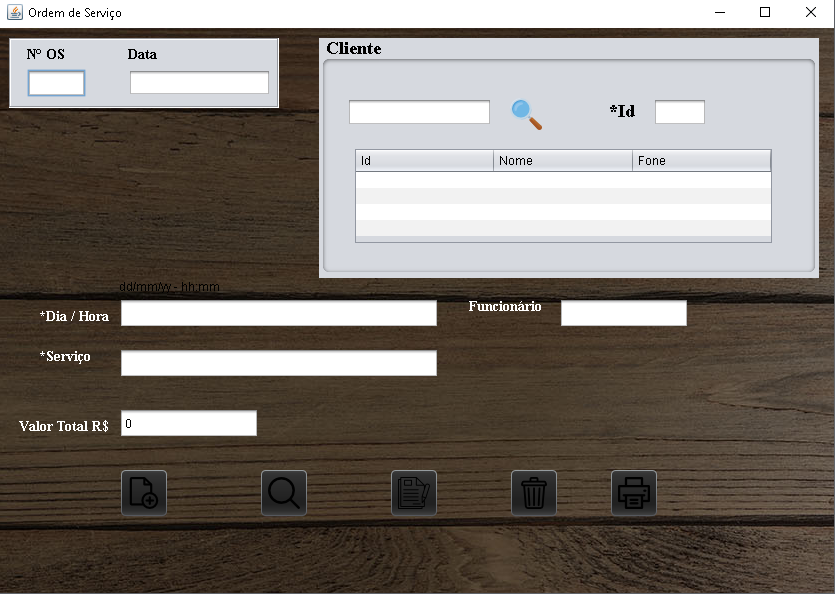 Ordem de Serviço
Nº OS
Data
Cliente
*Id
Id Nome Fone
dd/mm/yy - hh:mm
*Dia / Hora
Funcionário
*Serviço
Valor Total R$
0